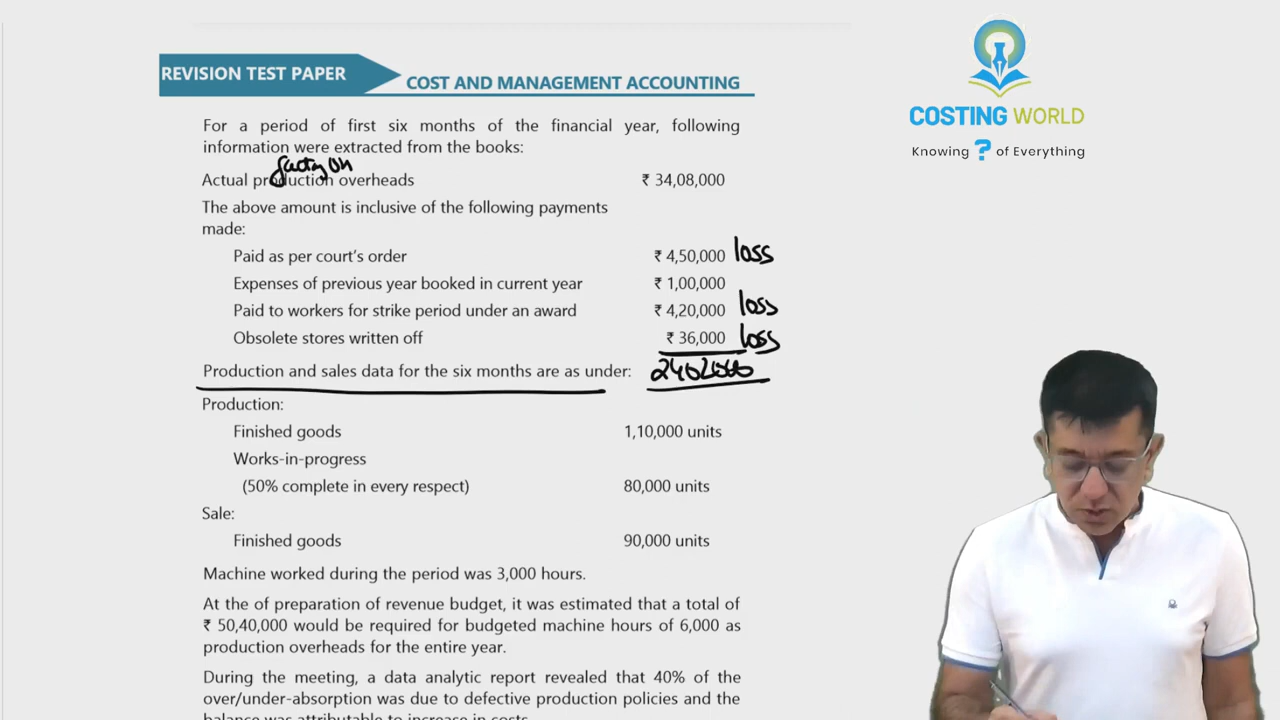 REVISION TEST PAPER
COST AND MANAGEMENT ACCOUNTING
COSTING WORLD
Knowing ? of Everything
For a period of first six months of the financial year, following
information were extracted from the books:
factory OH
Actual production overheads ₹ 34,08,000
The above amount is inclusive of the following payments
made:
Paid as per court's order ₹ 4,50,000 loss
Expenses of previous year booked in current year ₹ 1,00,000
Paid to workers for strike period under an award ₹ 4,20,000 loss
Obsolete stores written off ₹ 36,000 loss
Production and sales data for the six months are as under: 2402000
Production:
Finished goods 1,10,000 units
Works-in-progress
(50% complete in every respect) 80,000 units
Sale:
Finished goods 90,000 units
Machine worked during the period was 3,000 hours.
At the of preparation of revenue budget, it was estimated that a total of
₹ 50,40,000 would be required for budgeted machine hours of 6,000 as
production overheads for the entire year.
During the meeting, a data analytic report revealed that 40% of the
over/under-absorption was due to defective production policies and the
balance was attributable to increase in costs.